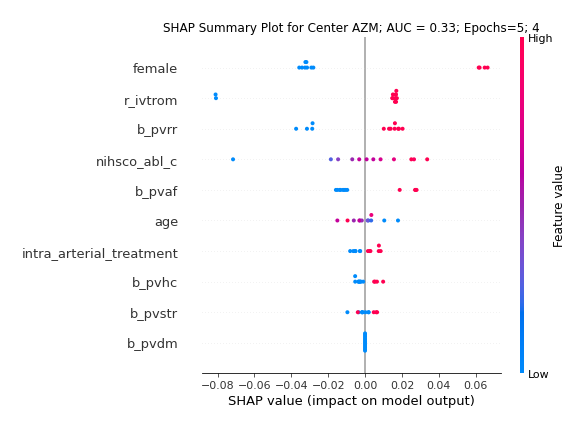 SHAP Summary Plot for Center AZM; AUC = 0.33; Epochs=5; 4
High
female
r_ivtrom
b_pvrr
nihsco_abl_c
b_pvaf
age
intra_arterial_treatment
b_pvhc
b_pvstr
b_pvdm
Feature value
Low
−0.08 −0.06 −0.04 −0.02 0.00 0.02 0.04 0.06
SHAP value (impact on model output)